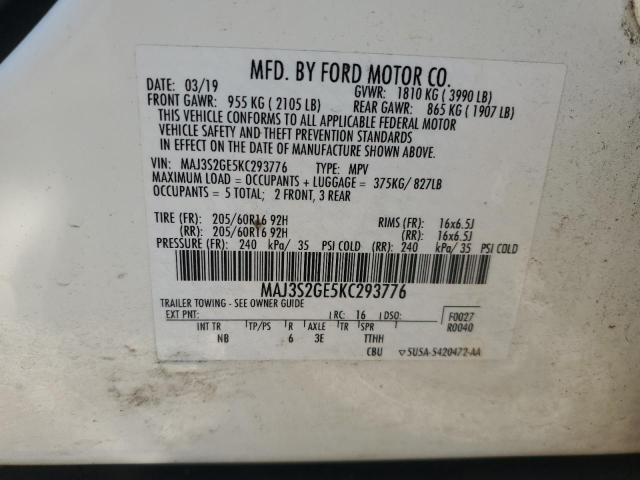 MFD. BY FORD MOTOR CO.
DATE: 03/19 GVWR: 1810 KG ( 3990 LB)
FRONT GAWR: 955 KG ( 2105 LB) REAR GAWR: 865 KG ( 1907 LB)
THIS VEHICLE CONFORMS TO ALL APPLICABLE FEDERAL MOTOR
VEHICLE SAFETY AND THEFT PREVENTION STANDARDS
IN EFFECT ON THE DATE OF MANUFACTURE SHOWN ABOVE.
VIN: MAJ3S2GE5KC293776 TYPE: MPV
MAXIMUM LOAD = OCCUPANTS + LUGGAGE = 375KG/ 827LB
OCCUPANTS = 5 TOTAL; 2 FRONT, 3 REAR
TIRE (FR): 205/60R16 92H RIMS (FR): 16x6.5J
(RR): 205/60R16 92H (RR): 16x6.5J
PRESSURE (FR): 240 kPa/ 35 PSI COLD (RR): 240 kPa/ 35 PSI COLD
MAJ3S2GE5KC293776
TRAILER TOWING - SEE OWNER GUIDE
EXT PNT: RC: 16 DSO: F0027
INT TR TP/PS R AXLE TR SPR R0040
NB 6 3E TTHH
CBU 5U5A-5420472-AA